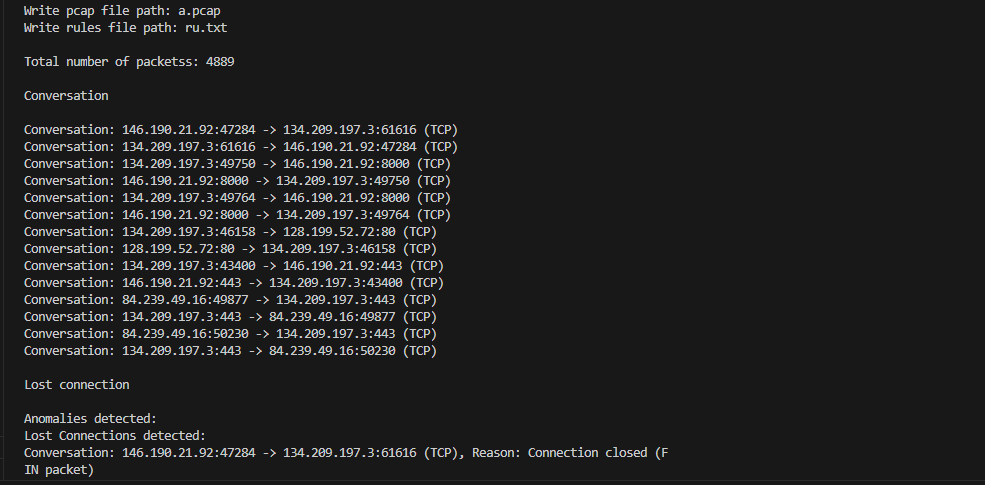 Write pcap file path: a.pcap
Write rules file path: ru.txt
Total number of packetss: 4889
Conversation
Conversation: 146.190.21.92:47284 -> 134.209.197.3:61616 (TCP)
Conversation: 134.209.197.3:61616 -> 146.190.21.92:47284 (TCP)
Conversation: 134.209.197.3:49750 -> 146.190.21.92:8000 (TCP)
Conversation: 146.190.21.92:8000 -> 134.209.197.3:49750 (TCP)
Conversation: 134.209.197.3:49764 -> 146.190.21.92:8000 (TCP)
Conversation: 146.190.21.92:8000 -> 134.209.197.3:49764 (TCP)
Conversation: 134.209.197.3:46158 -> 128.199.52.72:80 (TCP)
Conversation: 128.199.52.72:80 -> 134.209.197.3:46158 (TCP)
Conversation: 134.209.197.3:43400 -> 146.190.21.92:443 (TCP)
Conversation: 146.190.21.92:443 -> 134.209.197.3:43400 (TCP)
Conversation: 84.239.49.16:49877 -> 134.209.197.3:443 (TCP)
Conversation: 134.209.197.3:443 -> 84.239.49.16:49877 (TCP)
Conversation: 84.239.49.16:50230 -> 134.209.197.3:443 (TCP)
Conversation: 134.209.197.3:443 -> 84.239.49.16:50230 (TCP)
Lost connection
Anomalies detected:
Lost Connections detected:
Conversation: 146.190.21.92:47284 -> 134.209.197.3:61616 (TCP), Reason: Connection closed (F
IN packet)